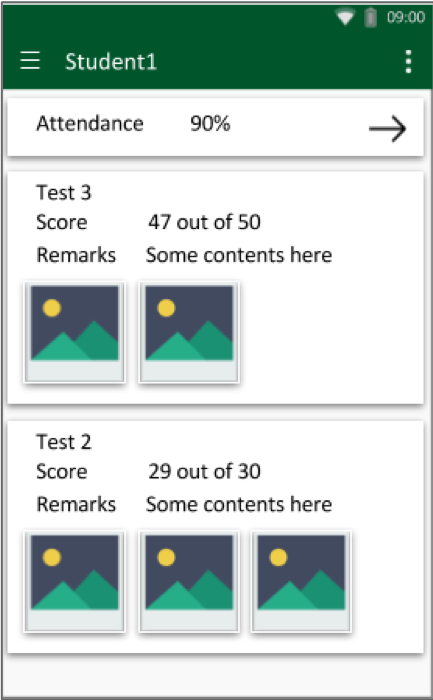 09:00
Student1
Attendance 90%
Test 3
Score 47 out of 50
Remarks Some contents here
Test 2
Score 29 out of 30
Remarks Some contents here